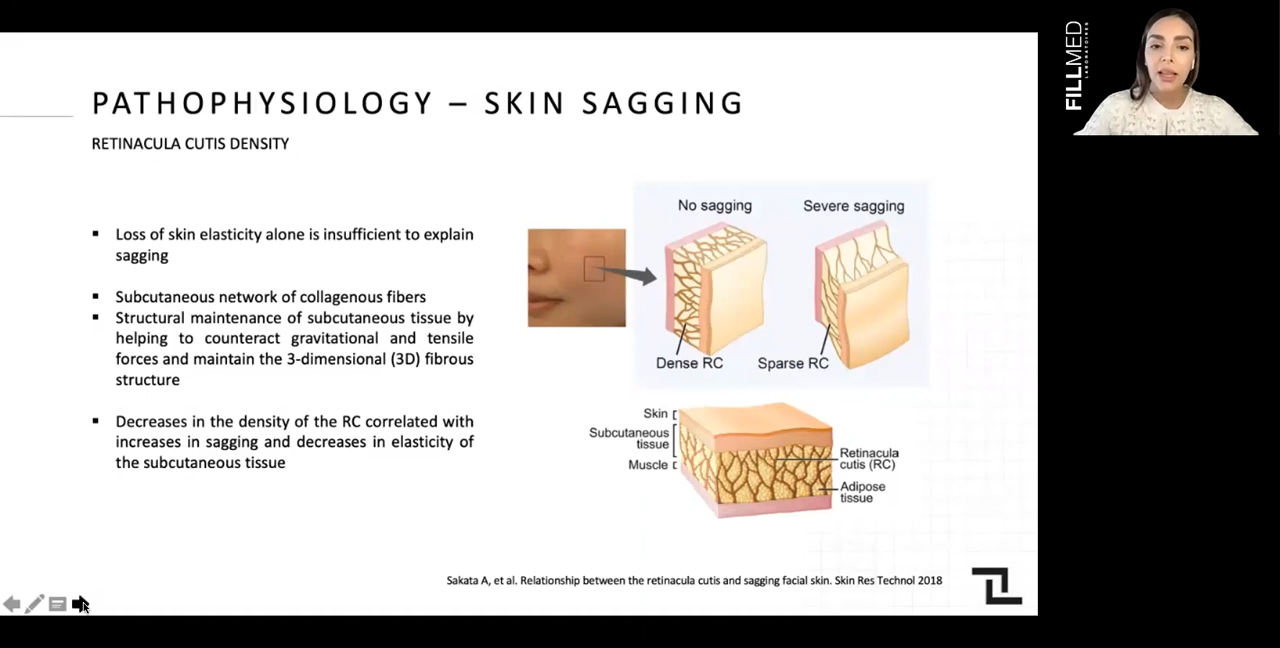 PATHOPHYSIOLOGY – SKIN SAGGING
RETINACULA CUTIS DENSITY
▪ Loss of skin elasticity alone is insufficient to explain
sagging
▪ Subcutaneous network of collagenous fibers
▪ Structural maintenance of subcutaneous tissue by
helping to counteract gravitational and tensile
forces and maintain the 3-dimensional (3D) fibrous
structure
▪ Decreases in the density of the RC correlated with
increases in sagging and decreases in elasticity of
the subcutaneous tissue
No sagging
Severe sagging
Dense RC
Sparse RC
Skin
Subcutaneous
tissue
Muscle
Retinacula
cutis (RC)
Adipose
tissue
Sakata A, et al. Relationship between the retinacula cutis and sagging facial skin. Skin Res Technol 2018
FILLMED
LABORATOIRES